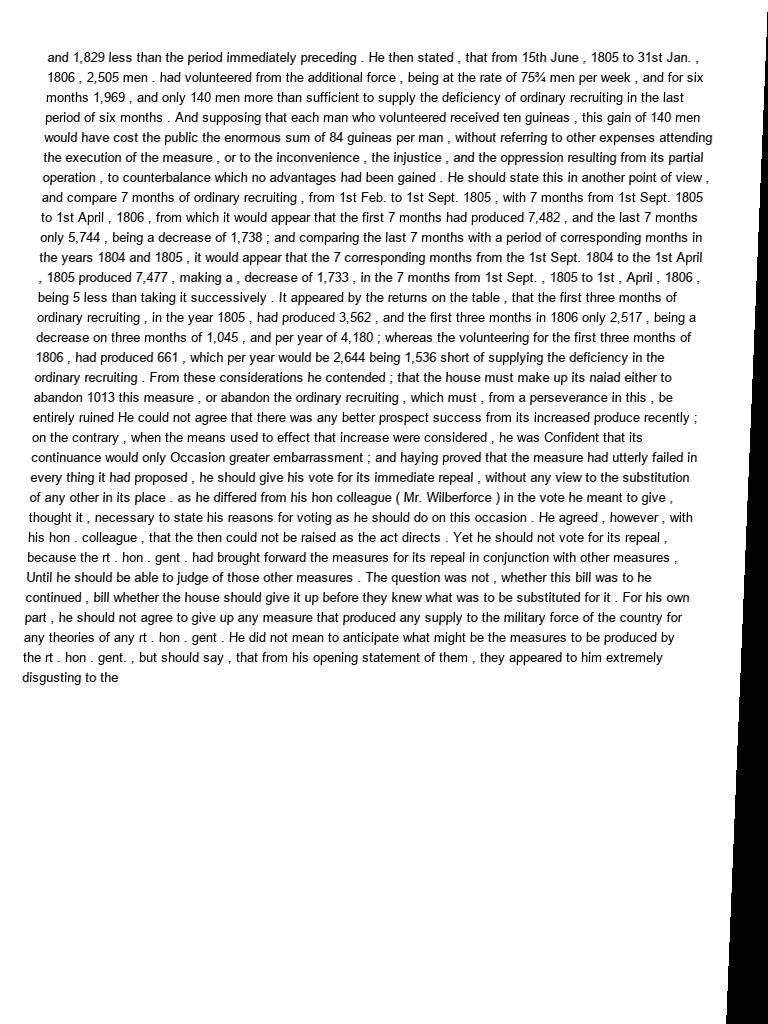 and 1,829 less than the period immediately preceding . He then stated , that from 15th June , 1805 to 31st Jan. ,
1806 , 2,505 men . had volunteered from the additional force , being at the rate of 75¾ men per week , and for six
months 1,969 , and only 140 men more than sufficient to supply the deficiency of ordinary recruiting in the last
period of six months . And supposing that each man who volunteered received ten guineas , this gain of 140 men
would have cost the public the enormous sum of 84 guineas per man , without referring to other expenses attending
the execution of the measure , or to the inconvenience , the injustice , and the oppression resulting from its partial
operation , to counterbalance which no advantages had been gained . He should state this in another point of view ,
and compare 7 months of ordinary recruiting , from 1st Feb. to 1st Sept. 1805 , with 7 months from 1st Sept. 1805
to 1st April , 1806 , from which it would appear that the first 7 months had produced 7,482 , and the last 7 months
only 5,744 , being a decrease of 1,738 ; and comparing the last 7 months with a period of corresponding months in
the years 1804 and 1805 , it would appear that the 7 corresponding months from the 1st Sept. 1804 to the 1st April
, 1805 produced 7,477 , making a , decrease of 1,733 , in the 7 months from 1st Sept. , 1805 to 1st , April , 1806 ,
being 5 less than taking it successively . It appeared by the returns on the table , that the first three months of
ordinary recruiting , in the year 1805 , had produced 3,562 , and the first three months in 1806 only 2,517 , being a
decrease on three months of 1,045 , and per year of 4,180 ; whereas the volunteering for the first three months of
1806 , had produced 661 , which per year would be 2,644 being 1,536 short of supplying the deficiency in the
ordinary recruiting . From these considerations he contended ; that the house must make up its naiad either to
abandon 1013 this measure , or abandon the ordinary recruiting , which must , from a perseverance in this , be
entirely ruined He could not agree that there was any better prospect success from its increased produce recently ;
on the contrary , when the means used to effect that increase were considered , he was Confident that its
continuance would only Occasion greater embarrassment ; and haying proved that the measure had utterly failed in
every thing it had proposed , he should give his vote for its immediate repeal , without any view to the substitution
of any other in its place . as he differed from his hon colleague ( Mr. Wilberforce ) in the vote he meant to give ,
thought it , necessary to state his reasons for voting as he should do on this occasion . He agreed , however , with
his hon . colleague , that the then could not be raised as the act directs . Yet he should not vote for its repeal ,
because the rt . hon . gent . had brought forward the measures for its repeal in conjunction with other measures ,
Until he should be able to judge of those other measures . The question was not , whether this bill was to he
continued , bill whether the house should give it up before they knew what was to be substituted for it . For his own
part , he should not agree to give up any measure that produced any supply to the military force of the country for
any theories of any rt . hon . gent . He did not mean to anticipate what might be the measures to be produced by
the rt . hon . gent. , but should say , that from his opening statement of them , they appeared to him extremely
disgusting to the